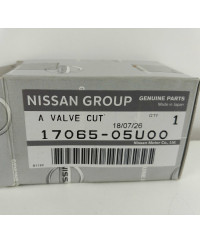 NISSAN GROUP
GENUINE PARTS
Made in Japan
A VALVE CUT
18/07/26
Q'TY
1
17065-05U00
Nissan Motor Co., Ltd.